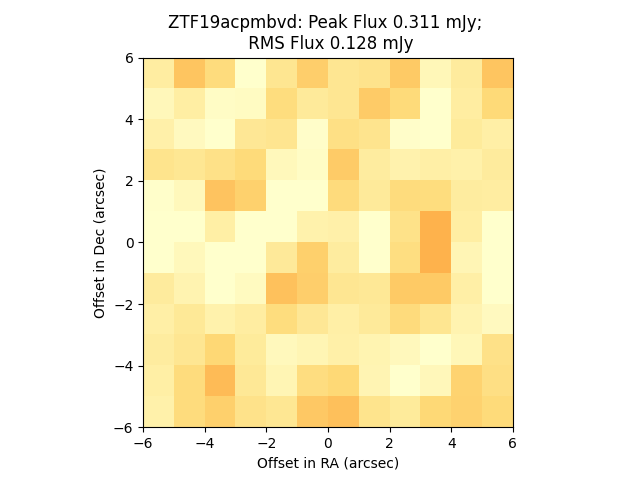 ZTF19acpmbvd: Peak Flux 0.311 mJy;
RMS Flux 0.128 mJy
6
4
2
0
−2
−4
−6
Offset in Dec (arcsec)
−6 −4 −2 0 2 4 6
Offset in RA (arcsec)